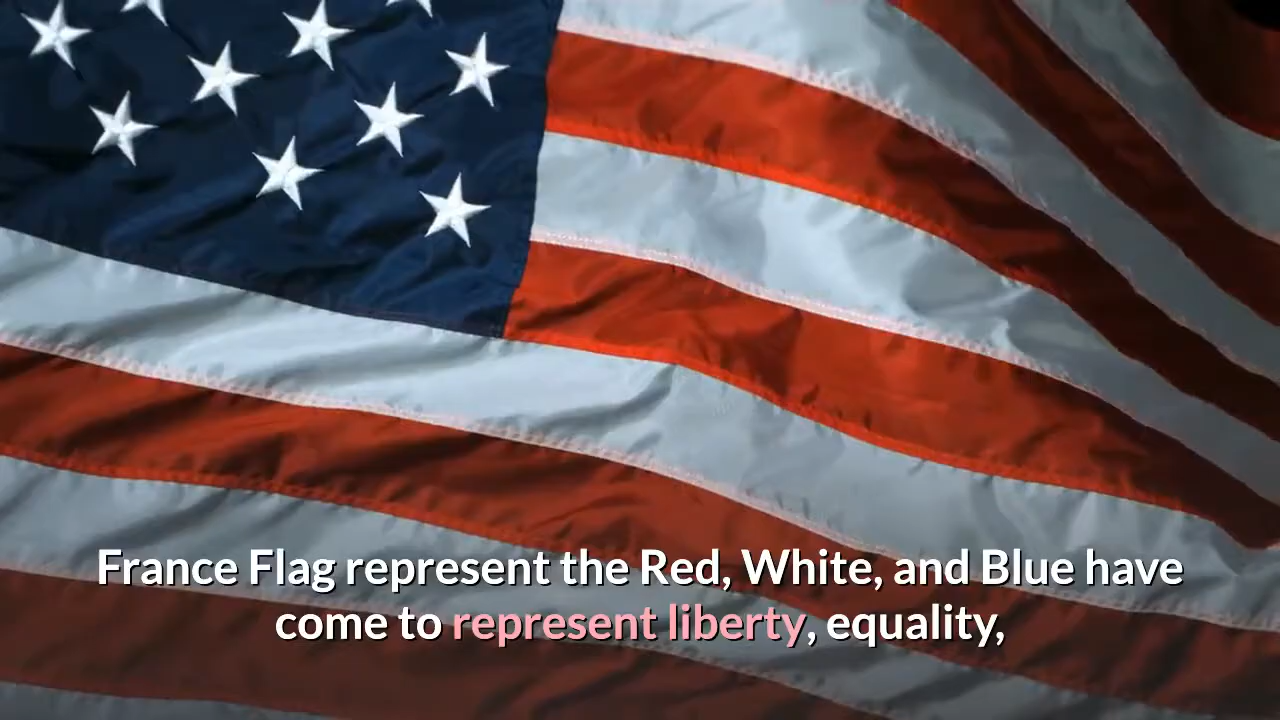 France Flag represent the Red, White, and Blue have
come to represent liberty, equality,